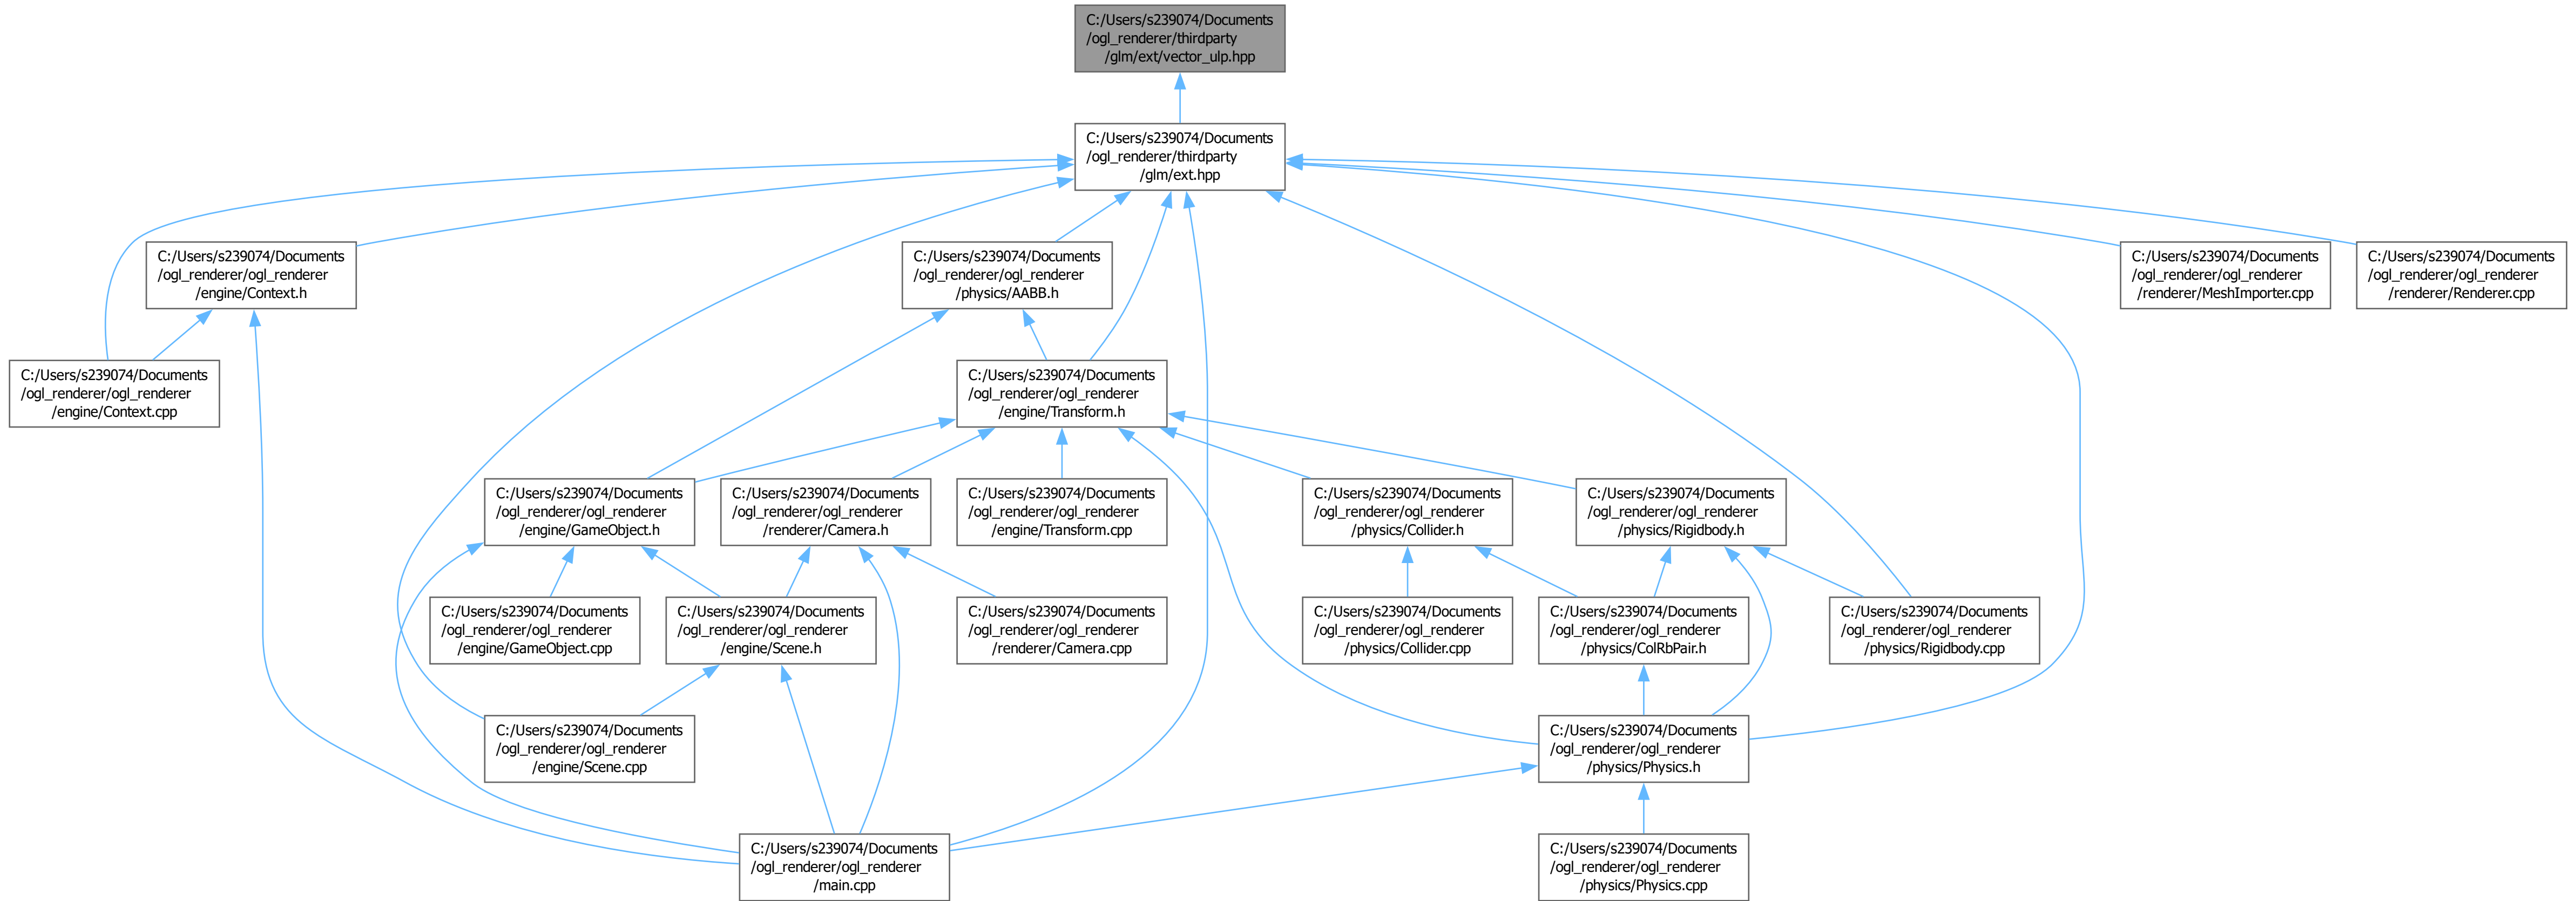 C:/Users/s239074/Documents
/ogl_renderer/thirdparty
/glm/ext/vector_ulp.hpp
C:/Users/s239074/Documents
/ogl_renderer/thirdparty
/glm/ext.hpp
C:/Users/s239074/Documents
/ogl_renderer/ogl_renderer
/engine/Context.h
C:/Users/s239074/Documents
/ogl_renderer/ogl_renderer
/physics/AABB.h
C:/Users/s239074/Documents
/ogl_renderer/ogl_renderer
/renderer/MeshImporter.cpp
C:/Users/s239074/Documents
/ogl_renderer/ogl_renderer
/renderer/Renderer.cpp
C:/Users/s239074/Documents
/ogl_renderer/ogl_renderer
/engine/Context.cpp
C:/Users/s239074/Documents
/ogl_renderer/ogl_renderer
/engine/Transform.h
C:/Users/s239074/Documents
/ogl_renderer/ogl_renderer
/engine/GameObject.h
C:/Users/s239074/Documents
/ogl_renderer/ogl_renderer
/renderer/Camera.h
C:/Users/s239074/Documents
/ogl_renderer/ogl_renderer
/engine/Transform.cpp
C:/Users/s239074/Documents
/ogl_renderer/ogl_renderer
/physics/Collider.h
C:/Users/s239074/Documents
/ogl_renderer/ogl_renderer
/physics/Rigidbody.h
C:/Users/s239074/Documents
/ogl_renderer/ogl_renderer
/engine/GameObject.cpp
C:/Users/s239074/Documents
/ogl_renderer/ogl_renderer
/engine/Scene.h
C:/Users/s239074/Documents
/ogl_renderer/ogl_renderer
/renderer/Camera.cpp
C:/Users/s239074/Documents
/ogl_renderer/ogl_renderer
/physics/Collider.cpp
C:/Users/s239074/Documents
/ogl_renderer/ogl_renderer
/physics/ColRbPair.h
C:/Users/s239074/Documents
/ogl_renderer/ogl_renderer
/physics/Rigidbody.cpp
C:/Users/s239074/Documents
/ogl_renderer/ogl_renderer
/engine/Scene.cpp
C:/Users/s239074/Documents
/ogl_renderer/ogl_renderer
/physics/Physics.h
C:/Users/s239074/Documents
/ogl_renderer/ogl_renderer
/main.cpp
C:/Users/s239074/Documents
/ogl_renderer/ogl_renderer
/physics/Physics.cpp